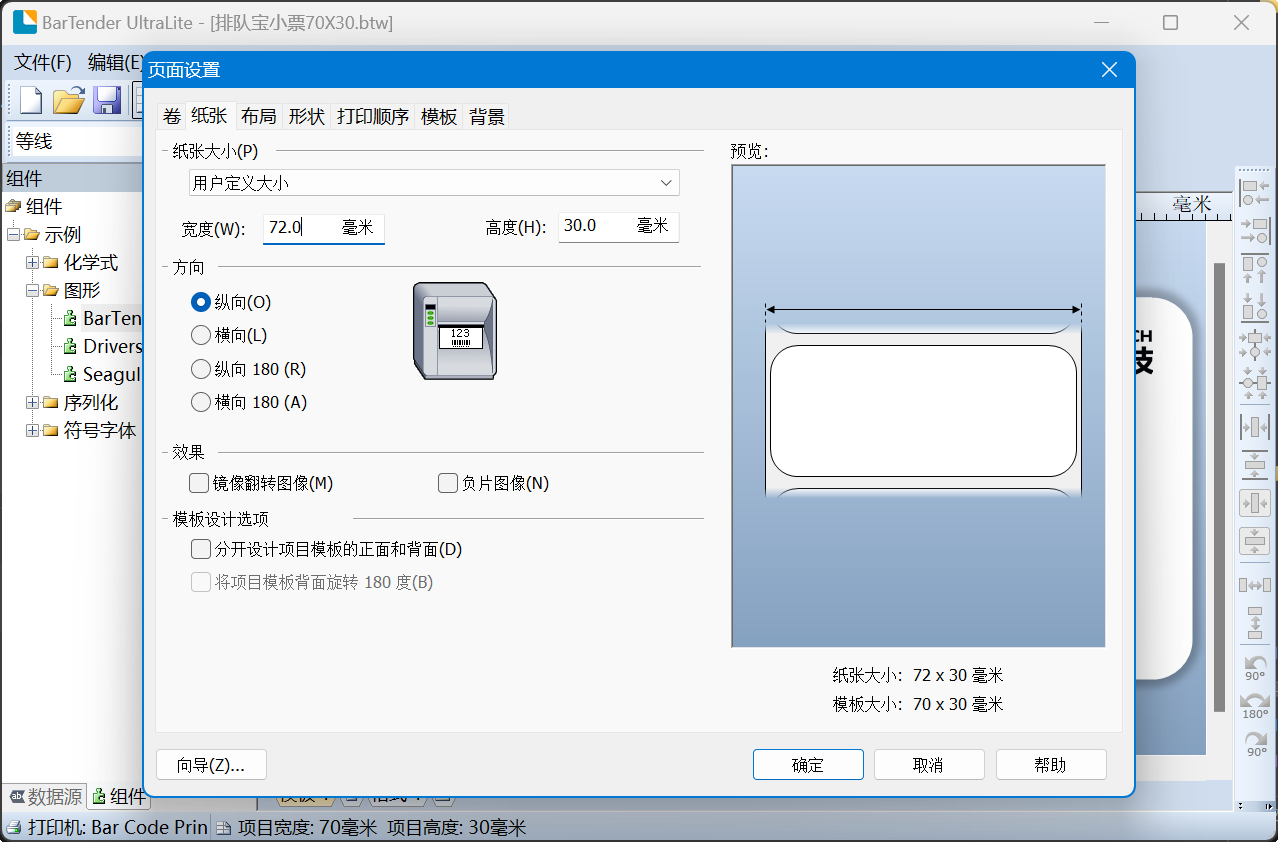 BarTender UltraLite - [排队宝小票70X30.btw]
文件(F) 编辑(E)
页面设置
等线
组件
组件
示例
化学式
图形
BarTen
Drivers
Seagul
序列化
符号字体
卷 纸张 布局 形状 打印顺序 模板 背景
纸张大小(P)
用户定义大小
宽度(W): 72.0 毫米 高度(H): 30.0 毫米
方向
纵向(O)
横向(L)
纵向 180 (R)
横向 180 (A)
123
效果
镜像翻转图像(M) 负片图像(N)
模板设计选项
分开设计项目模板的正面和背面(D)
将项目模板背面旋转 180 度(B)
预览:
纸张大小: 72 x 30 毫米
模板大小: 70 x 30 毫米
向导(Z)... 确定 取消 帮助
毫米
CH
技
90°
180°
90°
数据源 组件
打印机: Bar Code Prin 项目宽度: 70毫米 项目高度: 30毫米